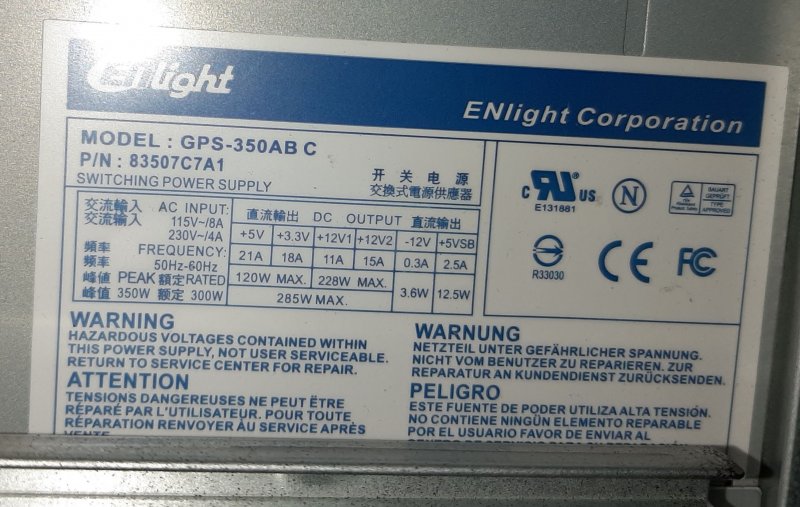 Enlight
ENlight Corporation
MODEL : GPS-350AB C
P/N : 83507C7A1
SWITCHING POWER SUPPLY
开 关 电 源
交換式電源供應器
交流輸入 AC INPUT:
交流输入 115V~/8A
230V~/4A
頻率 FREQUENCY:
频率 50Hz-60Hz
峰值 PEAK 額定 RATED
峰值 350W 额定 300W
直流輸出 DC OUTPUT 直流输出
+5V +3.3V +12V1 +12V2 -12V +5VSB
21A 18A 11A 15A 0.3A 2.5A
120W MAX. 228W MAX. 3.6W 12.5W
285W MAX.
c RU® US
E131881
N
BAUART GEPRÜFT
TYPE APPROVED
R33030
CE
FC
WARNING
HAZARDOUS VOLTAGES CONTAINED WITHIN
THIS POWER SUPPLY, NOT USER SERVICEABLE.
RETURN TO SERVICE CENTER FOR REPAIR.
ATTENTION
TENSIONS DANGEREUSES NE PEUT ËTRE
RÉPARÉ PAR L'UTILISATEUR. POUR TOUTE
RÉPARATION RENVOYER ÀU SERVICE APRÈS
VENTE.
WARNUNG
NETZTEIL UNTER GEFÄHRLICHER SPANNUNG.
NICHT VOM BENUTZER ZU REPARIEREN. ZUR
REPARATUR AN KUNDENDIENST ZURÜCKSENDEN.
PELIGRO
ESTE FUENTE DE PODER UTILIZA ALTA TENSIÓN.
NO CONTIENE NINGÚN ELEMENTO REPARABLE
POR EL USUARIO FAVOR DE ENVIAR AL